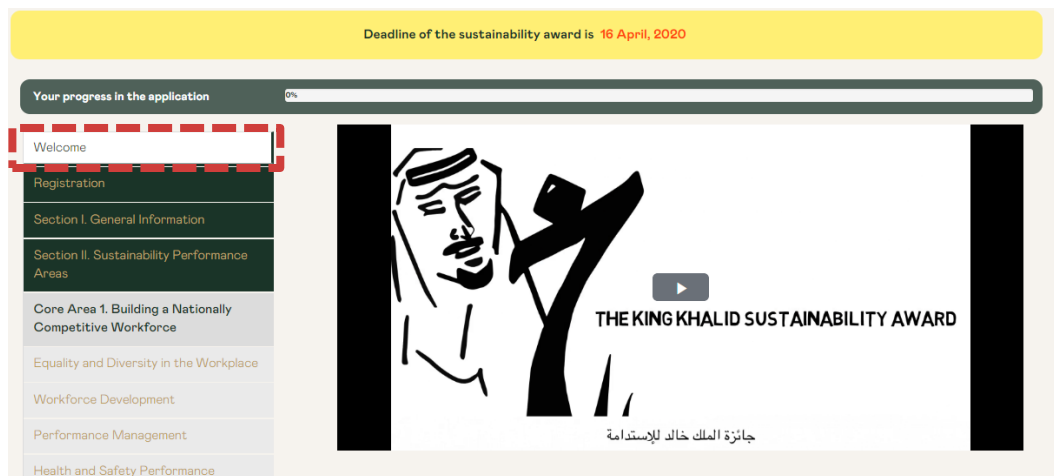 Deadline of the sustainability award is 16 April, 2020
Your progress in the application
0%
Welcome
Registration
Section I. General Information
Section II. Sustainability Performance
Areas
Core Area 1. Building a Nationally
Competitive Workforce
Equality and Diversity in the Workplace
Workforce Development
Performance Management
Health and Safety Performance
THE KING KHALID SUSTAINABILITY AWARD
جائزة الملك خالد للإستدامة